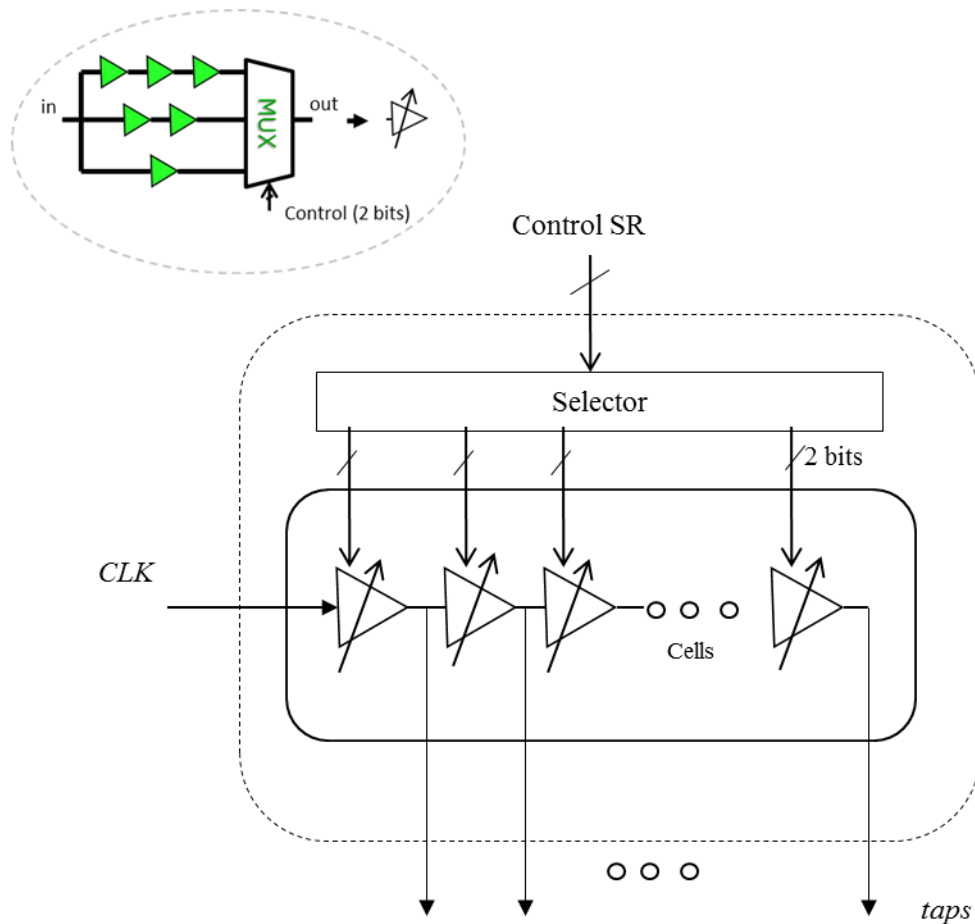 in
MUX
out
Control (2 bits)
Control SR
Selector
2 bits
CLK
Cells
taps